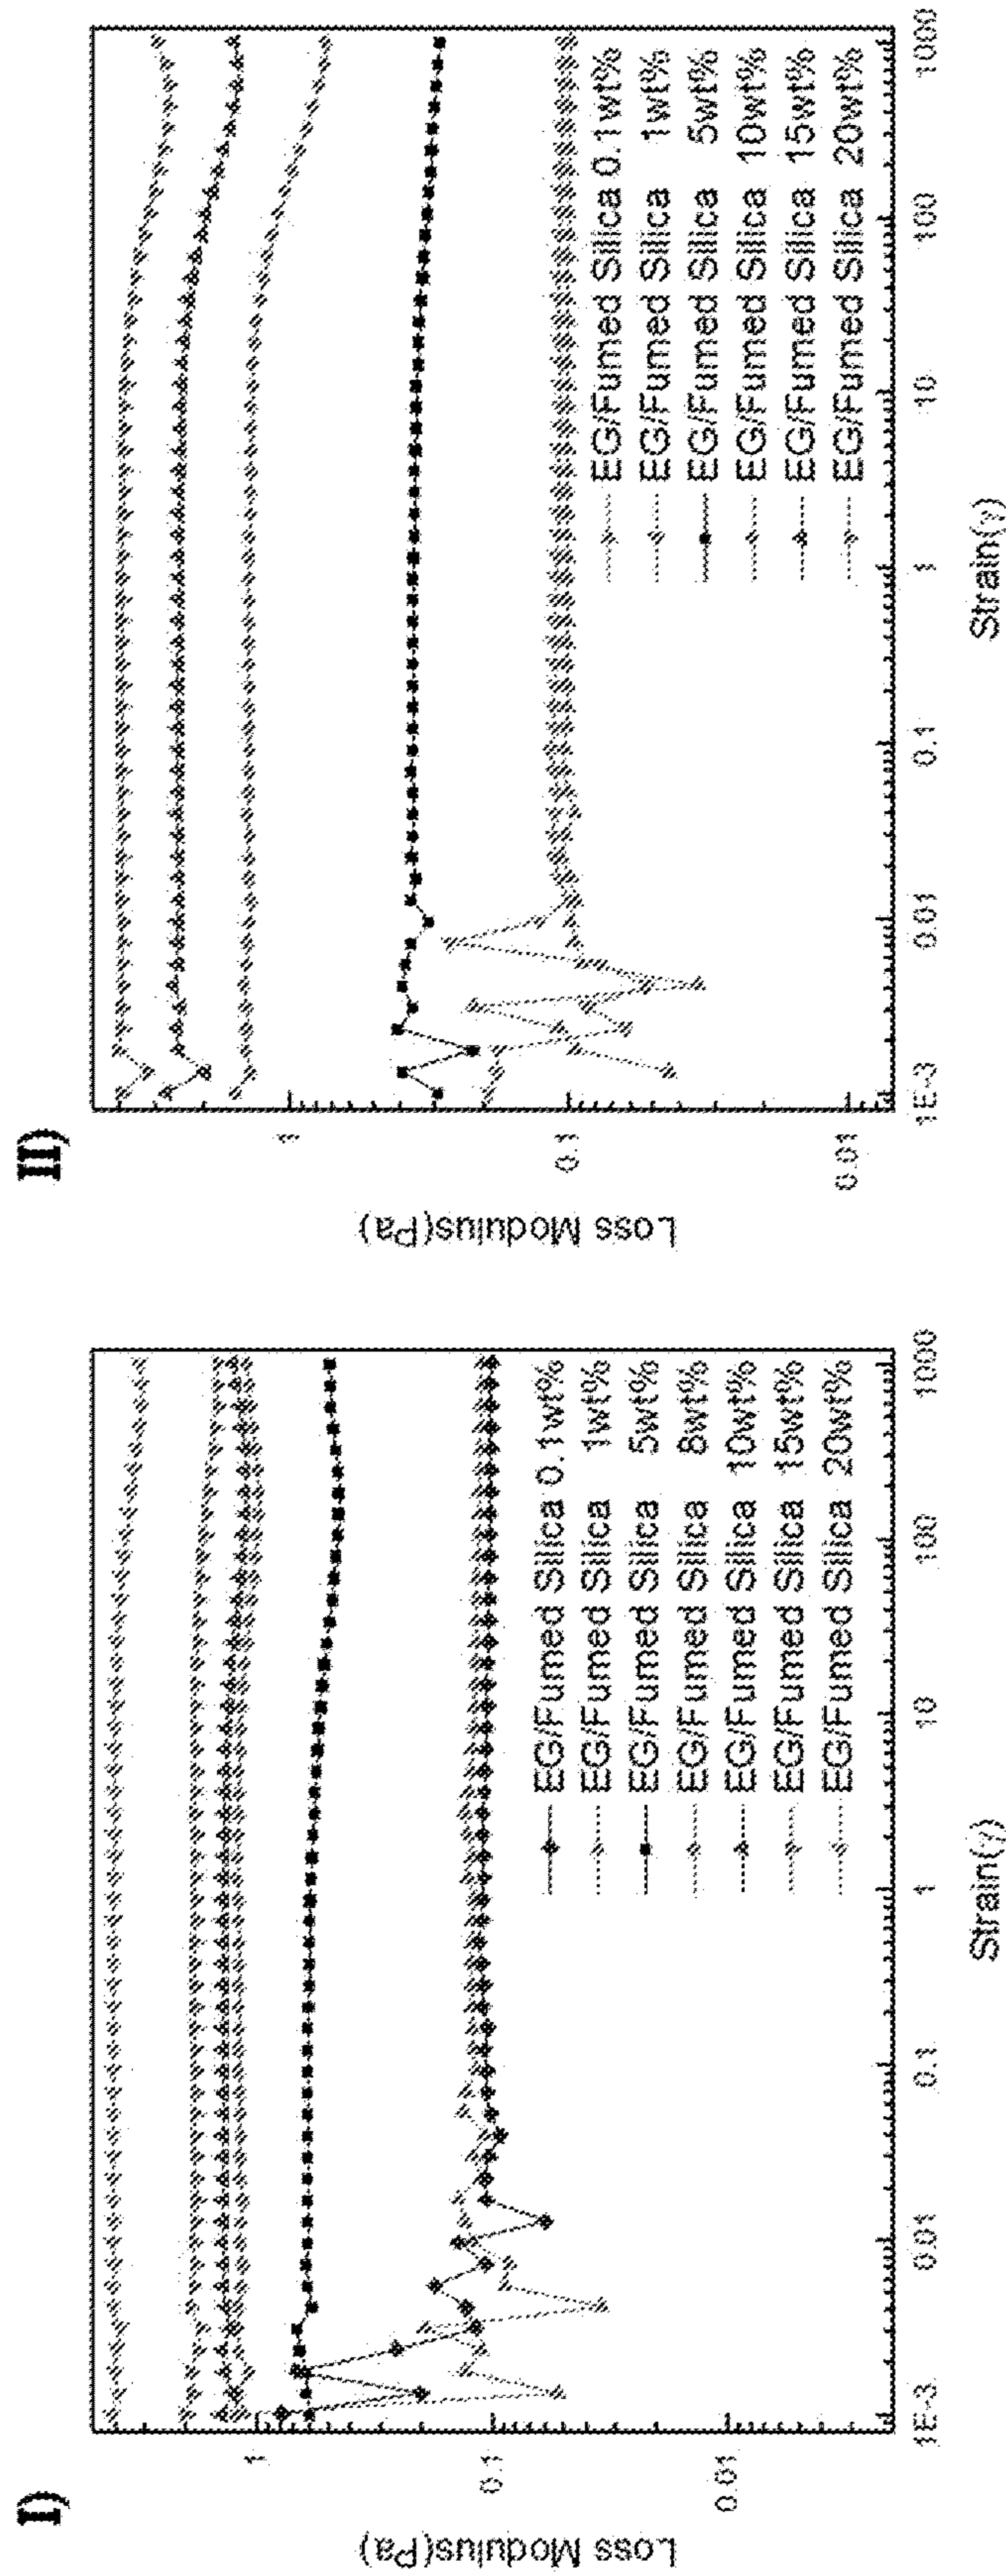 I)
Loss Modulus(Pa)
1
0.1
0.01
EG/Fumed Silica 0.1wt%
EG/Fumed Silica 1wt%
EG/Fumed Silica 5wt%
EG/Fumed Silica 8wt%
EG/Fumed Silica 10wt%
EG/Fumed Silica 15wt%
EG/Fumed Silica 20wt%
1E-3 0.01 0.1 1 10 100 1000
Strain(γ)
II)
Loss Modulus(Pa)
1
0.1
0.01
EG/Fumed Silica 0.1wt%
EG/Fumed Silica 1wt%
EG/Fumed Silica 5wt%
EG/Fumed Silica 10wt%
EG/Fumed Silica 15wt%
EG/Fumed Silica 20wt%
1E-3 0.01 0.1 1 10 100 1000
Strain(γ)